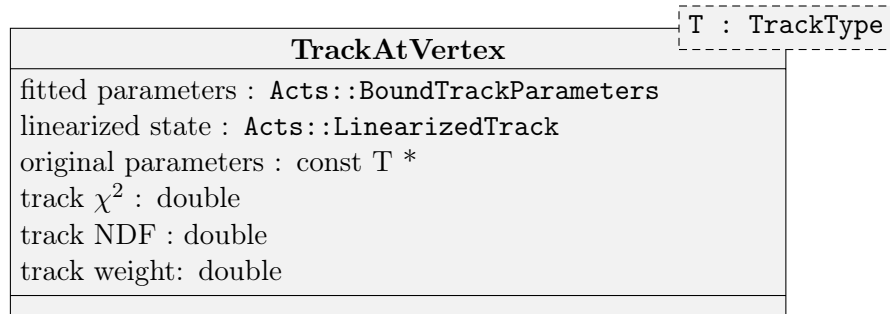 T : TrackType
TrackAtVertex
fitted parameters : Acts::BoundTrackParameters
linearized state : Acts::LinearizedTrack
original parameters : const T *
track χ² : double
track NDF : double
track weight: double